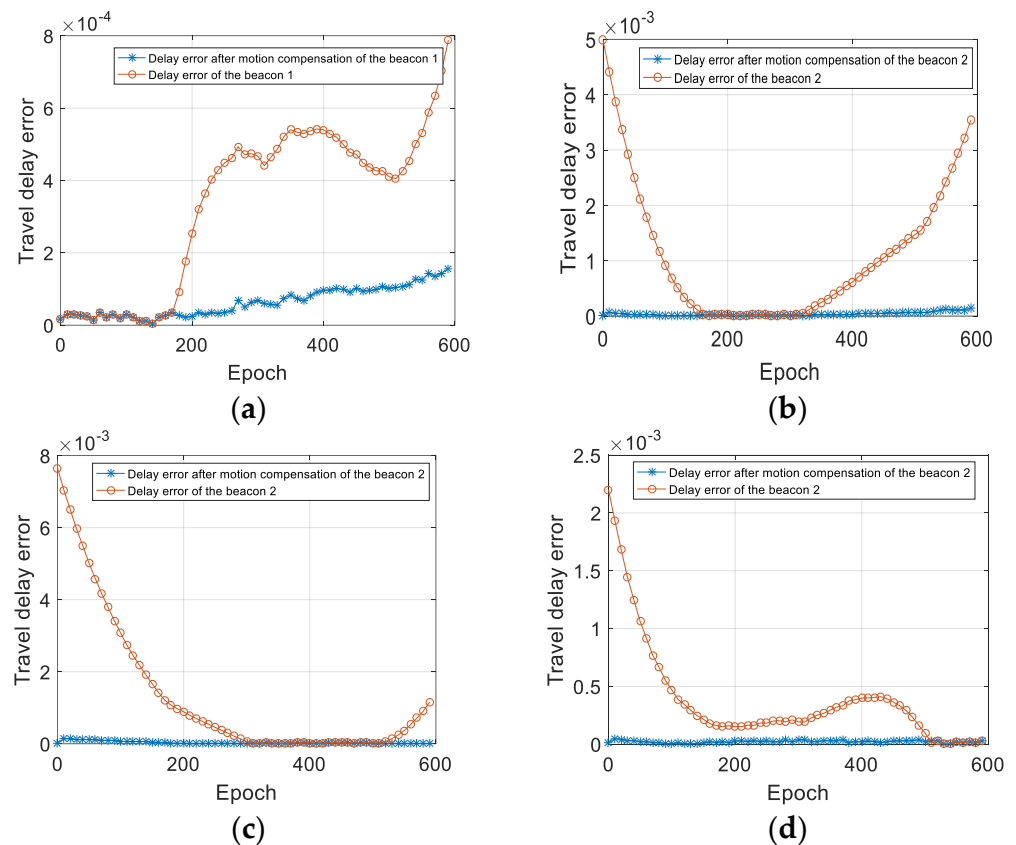 ×10⁻⁴
8
6
4
2
0
Travel delay error
Delay error after motion compensation of the beacon 1
Delay error of the beacon 1
0 200 400 600
Epoch
(a)
×10⁻³
5
4
3
2
1
0
Travel delay error
Delay error after motion compensation of the beacon 2
Delay error of the beacon 2
0 200 400 600
Epoch
(b)
×10⁻³
8
6
4
2
0
Travel delay error
Delay error after motion compensation of the beacon 2
Delay error of the beacon 2
0 200 400 600
Epoch
(c)
×10⁻³
2.5
2
1.5
1
0.5
0
Travel delay error
Delay error after motion compensation of the beacon 2
Delay error of the beacon 2
0 200 400 600
Epoch
(d)